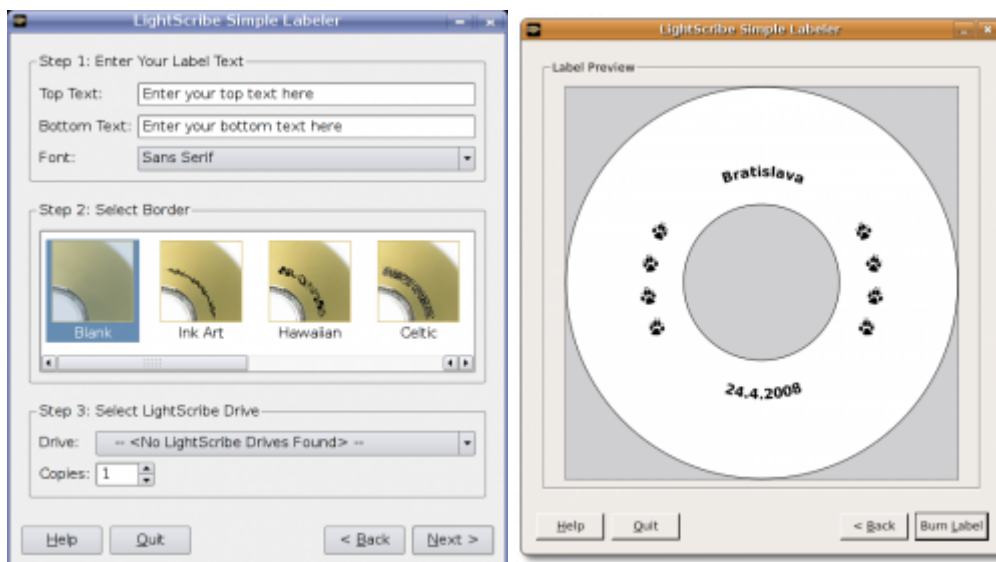 LightScribe Simple Labeler
Step 1: Enter Your Label Text
Top Text: Enter your top text here
Bottom Text: Enter your bottom text here
Font: Sans Serif
Step 2: Select Border
Blank Ink Art Hawaiian Celtic
Step 3: Select LightScribe Drive
Drive: -- <No LightScribe Drives Found> --
Copies: 1
Help Quit < Back Next >
LightScribe Simple Labeler
Label Preview
Bratislava
24.4.2008
Help Quit < Back Burn Label